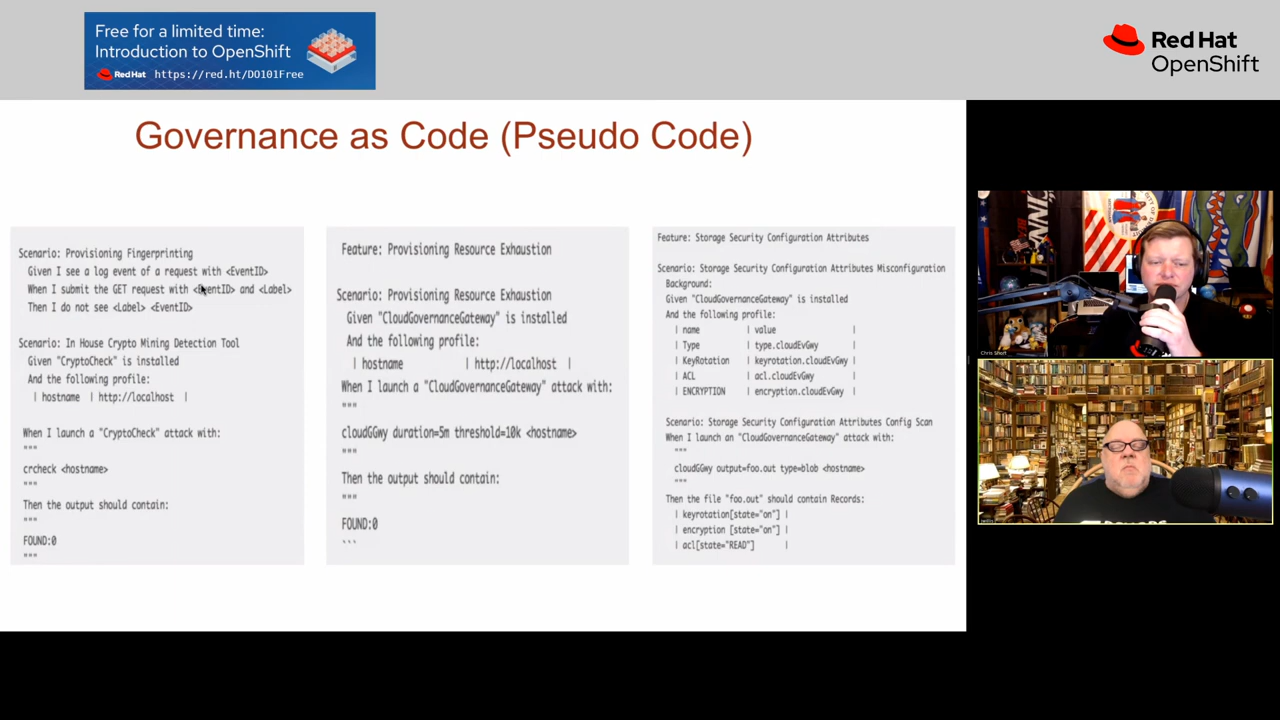 Free for a limited time:
Introduction to OpenShift
Red Hat https://red.ht/DO101Free
Red Hat
OpenShift
Governance as Code (Pseudo Code)
Scenario: Provisioning Fingerprinting
Given I see a log event of a request with <EventID>
When I submit the GET request with <EventID> and <Label>
Then I do not see <Label> <EventID>
Scenario: In House Crypto Mining Detection Tool
Given "CryptoCheck" is installed
And the following profile:
| hostname | http://localhost |
When I launch a "CryptoCheck" attack with:
"""
crcheck <hostname>
"""
Then the output should contain:
"""
FOUND:0
"""
Feature: Provisioning Resource Exhaustion
Scenario: Provisioning Resource Exhaustion
Given "CloudGovernanceGateway" is installed
And the following profile:
| hostname | http://localhost |
When I launch a "CloudGovernanceGateway" attack with:
"""
cloudGGwy duration=5m threshold=10k <hostname>
"""
Then the output should contain:
"""
FOUND:0
```
Feature: Storage Security Configuration Attributes
Scenario: Storage Security Configuration Attributes Misconfiguration
Background:
Given "CloudGovernanceGateway" is installed
And the following profile:
| name | value |
| Type | type.cloudEvGwy |
| KeyRotation | keyrotation.cloudEvGwy |
| ACL | acl.cloudEvGwy |
| ENCRYPTION | encryption.cloudEvGwy |
Scenario: Storage Security Configuration Attributes Config Scan
When I launch an "CloudGovernanceGateway" attack with:
"""
cloudGGwy output=foo.out type=blob <hostname>
"""
Then the file "foo.out" should contain Records:
| keyrotation[state="on"] |
| encryption [state="on"] |
| acl[state="READ"] |
Chris Short